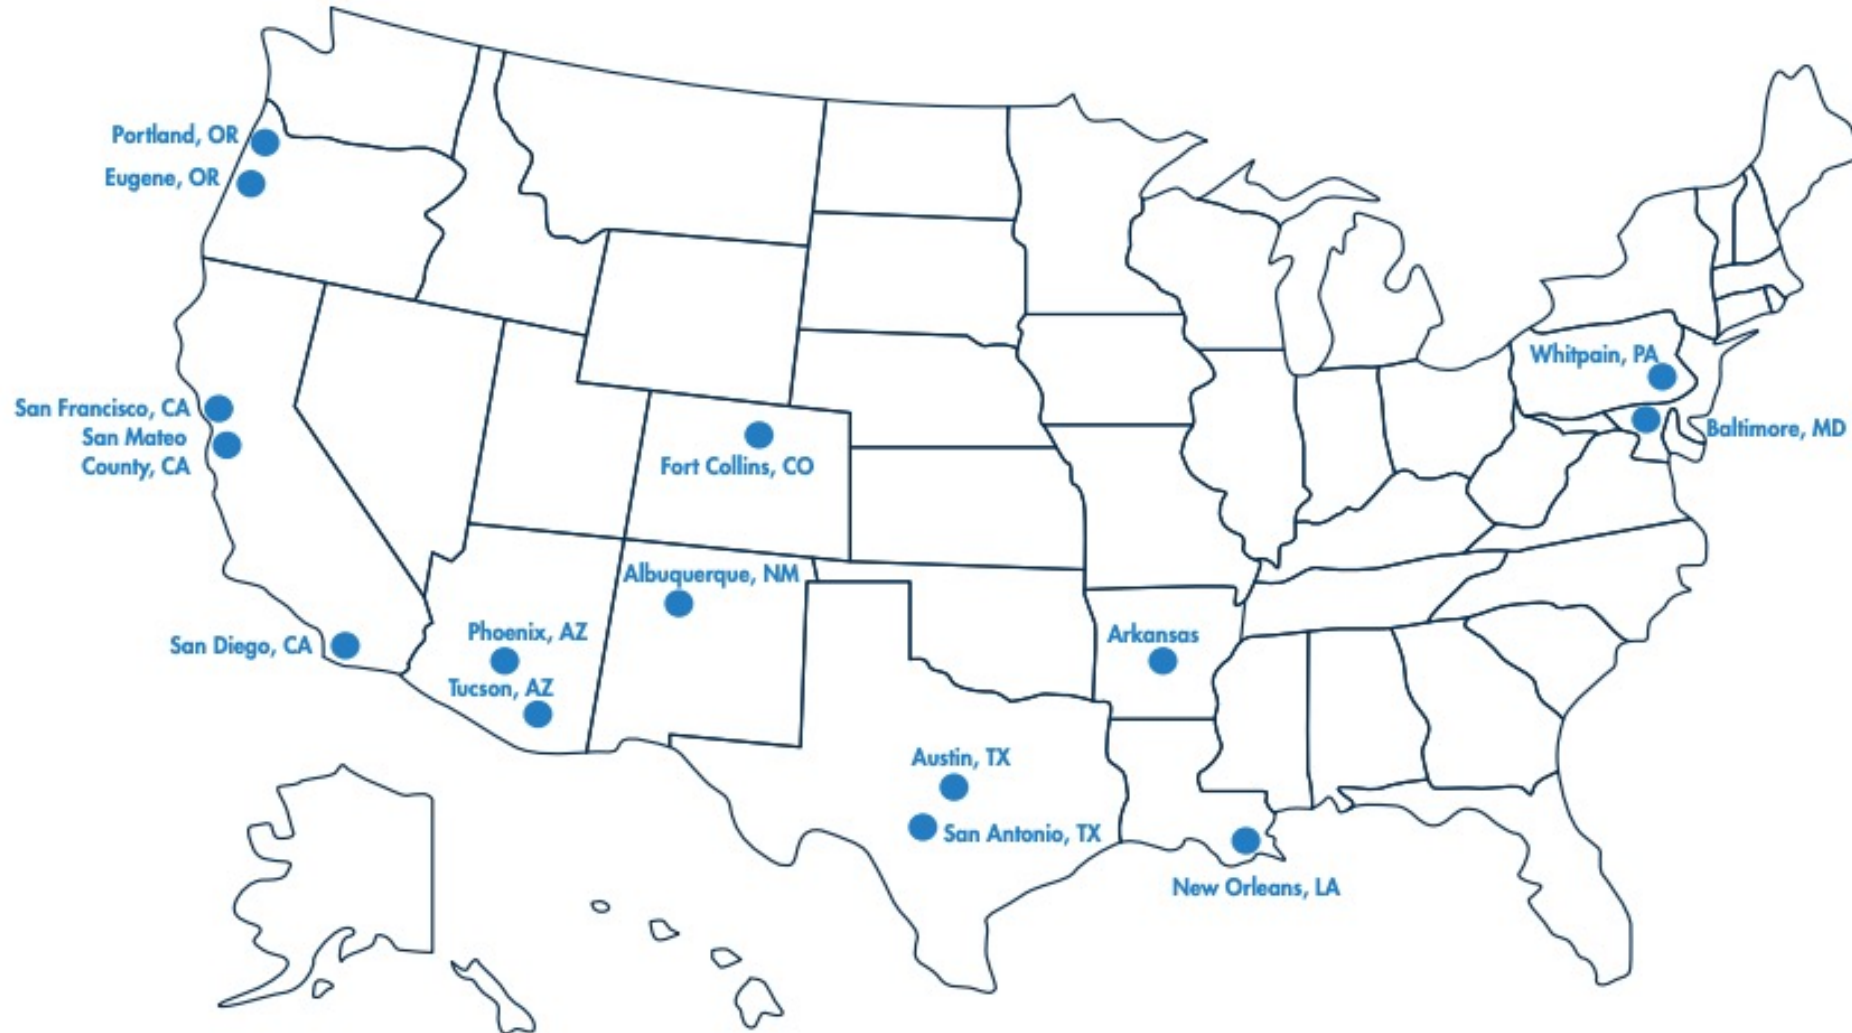 Portland, OR
Eugene, OR
San Francisco, CA
San Mateo
County, CA
San Diego, CA
Fort Collins, CO
Albuquerque, NM
Phoenix, AZ
Tucson, AZ
Austin, TX
San Antonio, TX
Arkansas
New Orleans, LA
Whitpain, PA
Baltimore, MD